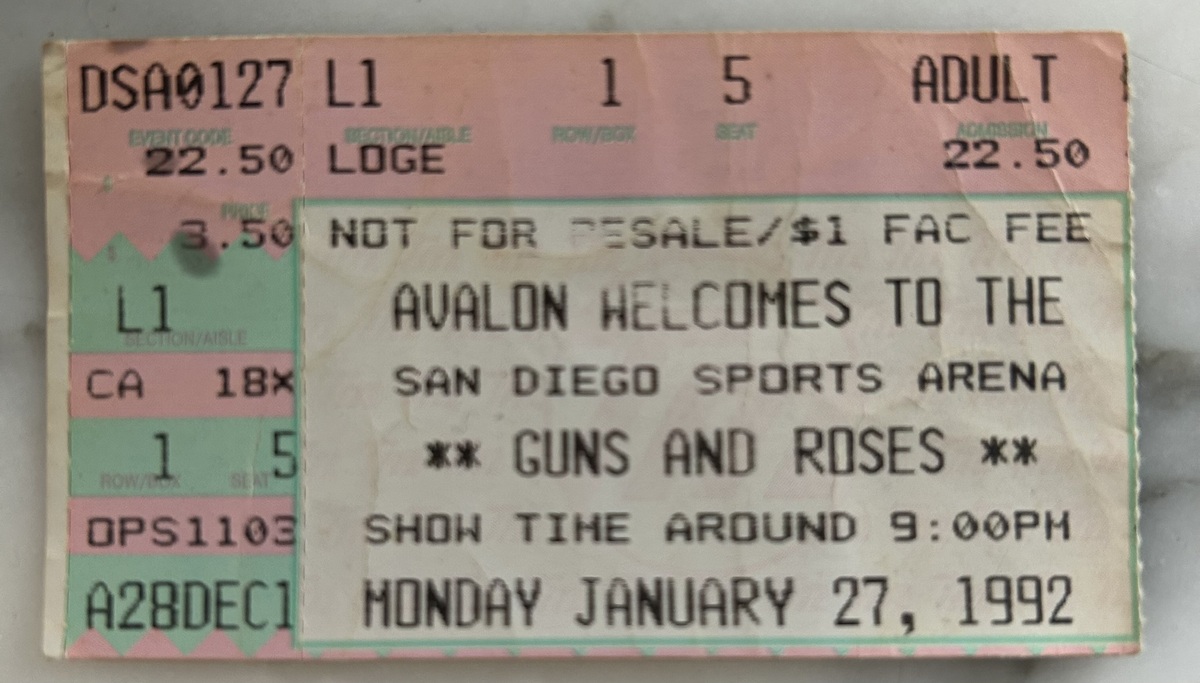 DSA0127 L1 1 5 ADULT
EVENT CODE SECTION/AISLE ROW/BOX SEAT ADMISSION
22.50 LOGE 22.50
PRICE
3.50 NOT FOR RESALE/$1 FAC FEE
L1 AVALON WELCOMES TO THE
SECTION/AISLE
CA 18X SAN DIEGO SPORTS ARENA
1 5 ** GUNS AND ROSES **
ROW/BOX SEAT
OPS1103 SHOW TIME AROUND 9:00PM
A28DEC1 MONDAY JANUARY 27, 1992